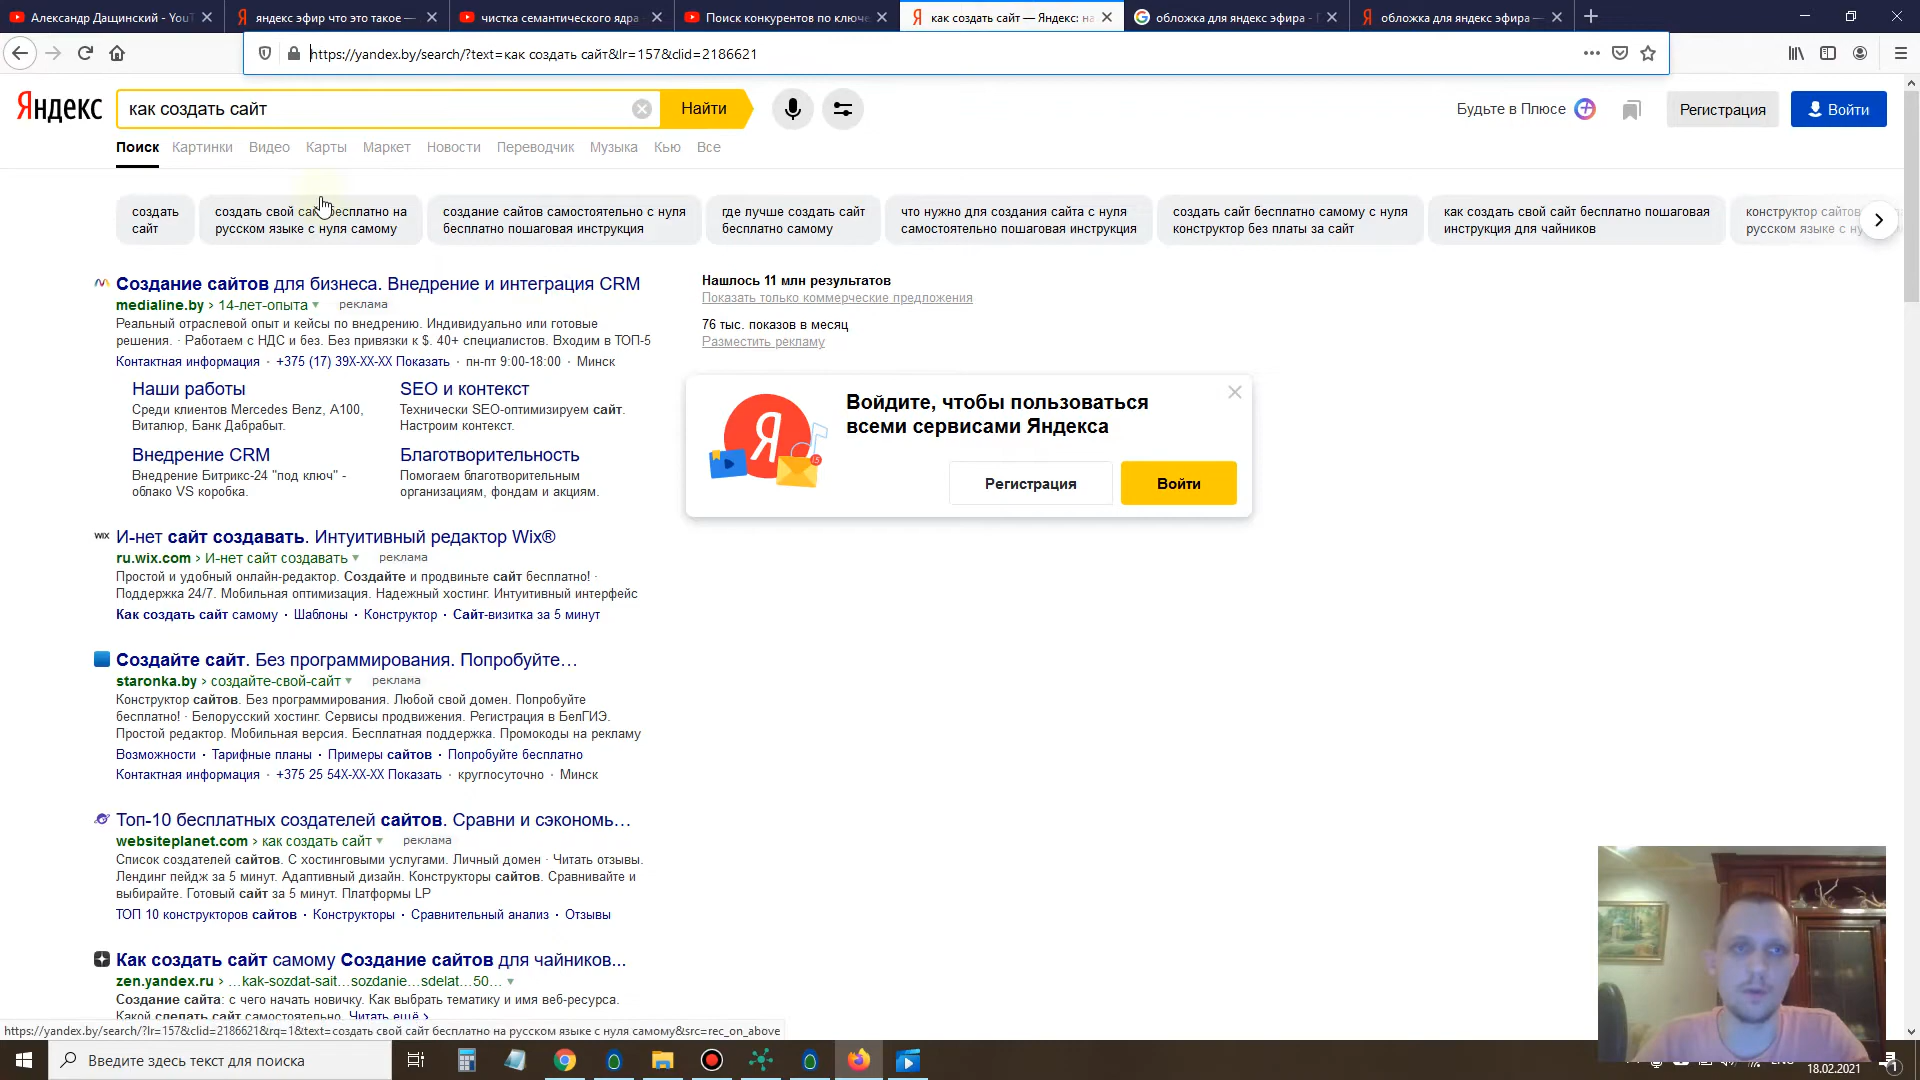 Александр Дащинский - YouT
яндекс эфир что это такое —
чистка семантического ядра
Поиск конкурентов по ключе
как создать сайт — Яндекс: на
обложка для яндекс эфира - П
обложка для яндекс эфира —
https://yandex.by/search/?text=как создать сайт&lr=157&clid=2186621
Яндекс
как создать сайт
Найти
Будьте в Плюсе
Регистрация
Войти
Поиск
Картинки
Видео
Карты
Маркет
Новости
Переводчик
Музыка
Кью
Все
создать
сайт
создать свой сай бесплатно на
русском языке с нуля самому
создание сайтов самостоятельно с нуля
бесплатно пошаговая инструкция
где лучше создать сайт
бесплатно самому
что нужно для создания сайта с нуля
самостоятельно пошаговая инструкция
создать сайт бесплатно самому с нуля
конструктор без платы за сайт
как создать свой сайт бесплатно пошаговая
инструкция для чайников
конструктор сайтов
русском языке с ну
Создание сайтов для бизнеса. Внедрение и интеграция CRM
medialine.by › 14-лет-опыта реклама
Реальный отраслевой опыт и кейсы по внедрению. Индивидуально или готовые
решения. · Работаем с НДС и без. Без привязки к $. 40+ специалистов. Входим в ТОП-5
Контактная информация · +375 (17) 39X-XX-XX Показать · пн-пт 9:00-18:00 · Минск
Наши работы
Среди клиентов Mercedes Benz, А100,
Виталюр, Банк Дабрабыт.
SEO и контекст
Технически SEO-оптимизируем сайт.
Настроим контекст.
Внедрение CRM
Внедрение Битрикс-24 "под ключ" -
облако VS коробка.
Благотворительность
Помогаем благотворительным
организациям, фондам и акциям.
Нашлось 11 млн результатов
Показать только коммерческие предложения
76 тыс. показов в месяц
Разместить рекламу
Войдите, чтобы пользоваться
всеми сервисами Яндекса
Регистрация
Войти
И-нет сайт создавать. Интуитивный редактор Wix®
ru.wix.com › И-нет сайт создавать реклама
Простой и удобный онлайн-редактор. Создайте и продвиньте сайт бесплатно! ·
Поддержка 24/7. Мобильная оптимизация. Надежный хостинг. Интуитивный интерфейс
Как создать сайт самому · Шаблоны · Конструктор · Сайт-визитка за 5 минут
Создайте сайт. Без программирования. Попробуйте…
staronka.by › создайте-свой-сайт реклама
Конструктор сайтов. Без программирования. Любой свой домен. Попробуйте
бесплатно! · Белорусский хостинг. Сервисы продвижения. Регистрация в БелГИЭ.
Простой редактор. Мобильная версия. Бесплатная поддержка. Промокоды на рекламу
Возможности · Тарифные планы · Примеры сайтов · Попробуйте бесплатно
Контактная информация · +375 25 54X-XX-XX Показать · круглосуточно · Минск
Топ-10 бесплатных создателей сайтов. Сравни и сэкономь…
websiteplanet.com › как создать сайт реклама
Список создателей сайтов. С хостинговыми услугами. Личный домен · Читать отзывы.
Лендинг пейдж за 5 минут. Адаптивный дизайн. Конструкторы сайтов. Сравнивайте и
выбирайте. Готовый сайт за 5 минут. Платформы LP
ТОП 10 конструкторов сайтов · Конструкторы · Сравнительный анализ · Отзывы
Как создать сайт самому Создание сайтов для чайников...
zen.yandex.ru › …kak-sozdat-sait…sozdanie…sdelat…50…
Создание сайта: с чего начать новичку. Как выбрать тематику и имя веб-ресурса.
Какой сделать сайт самостоятельно. Читать ещё ›
https://yandex.by/search/?lr=157&clid=2186621&rq=1&text=создать свой сайт бесплатно на русском языке с нуля самому&src=rec_on_above
Введите здесь текст для поиска
18.02.2021